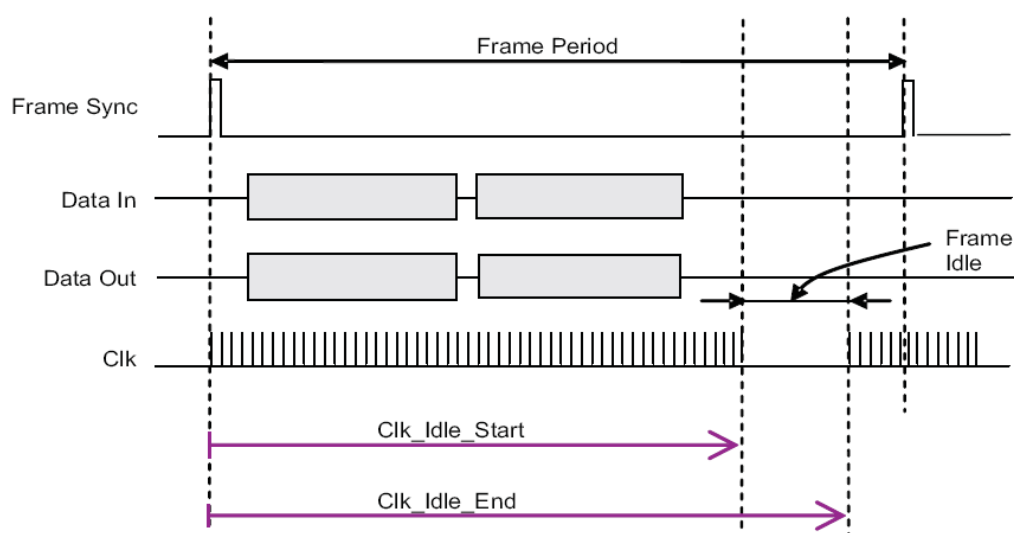 Frame Period
Frame Sync
Data In
Data Out
Frame
Idle
Clk
Clk_Idle_Start
Clk_Idle_End